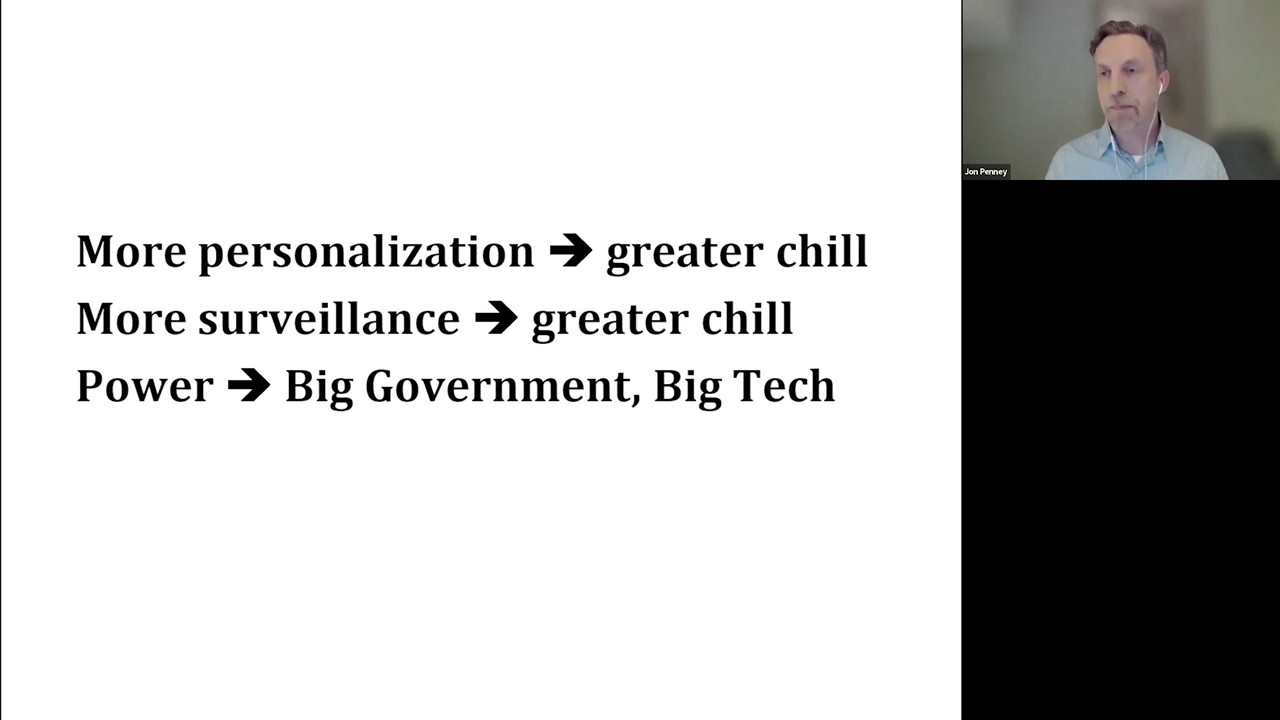 More personalization ➔ greater chill
More surveillance ➔ greater chill
Power ➔ Big Government, Big Tech
Jon Penney